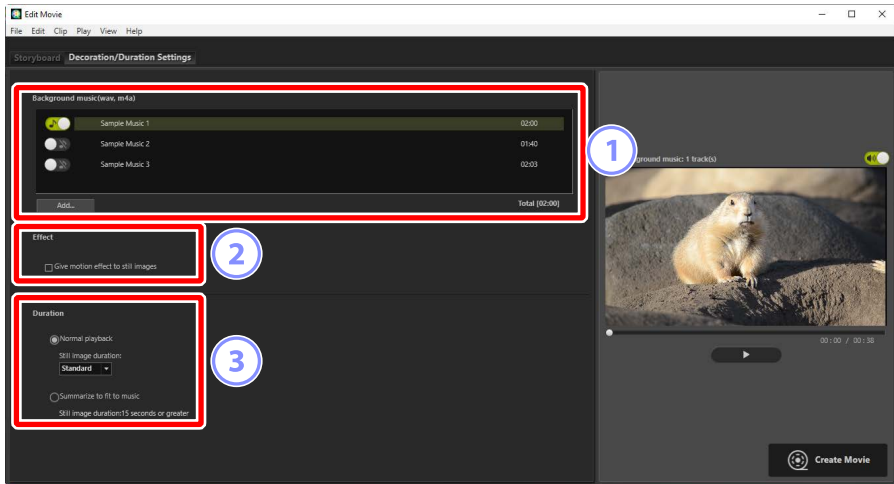 Edit Movie
File Edit Clip Play View Help
Storyboard Decoration/Duration Settings
Background music(wav, m4a)
Sample Music 1 02:00
Sample Music 2 01:40
Sample Music 3 02:03
Add... Total [02:00]
1
ground music: 1 track(s)
Effect
Give motion effect to still images
2
Duration
Normal playback
Still image duration:
Standard
Summarize to fit to music
Still image duration:15 seconds or greater
3
00:00 / 00:38
Create Movie